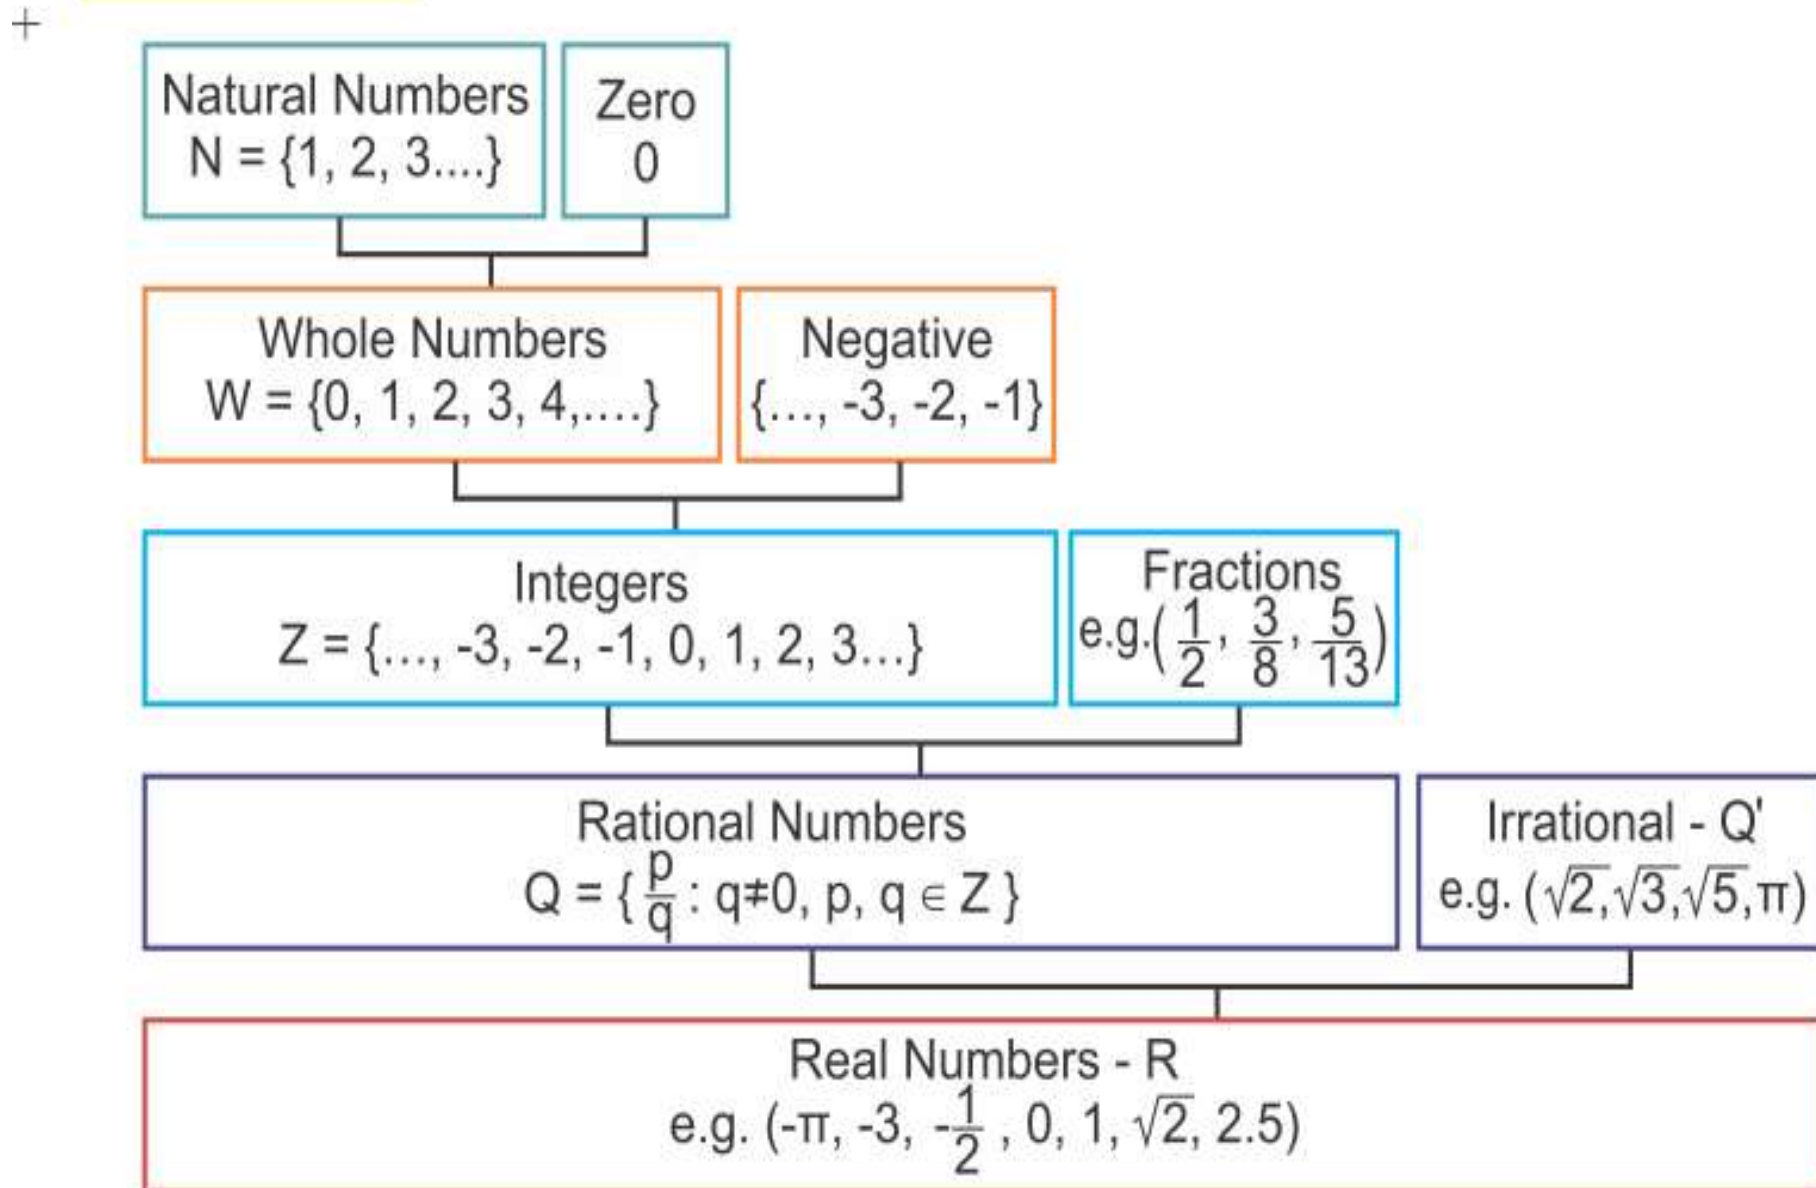 +
Natural Numbers
N = {1, 2, 3....}
Zero
0
Whole Numbers
W = {0, 1, 2, 3, 4,....}
Negative
{..., -3, -2, -1}
Integers
Z = {..., -3, -2, -1, 0, 1, 2, 3...}
Fractions
e.g.(1/2, 3/8, 5/13)
Rational Numbers
Q = { p/q : q≠0, p, q ∈ Z }
Irrational - Q'
e.g. (√2,√3,√5,π)
Real Numbers - R
e.g. (-π, -3, -1/2 , 0, 1, √2, 2.5)